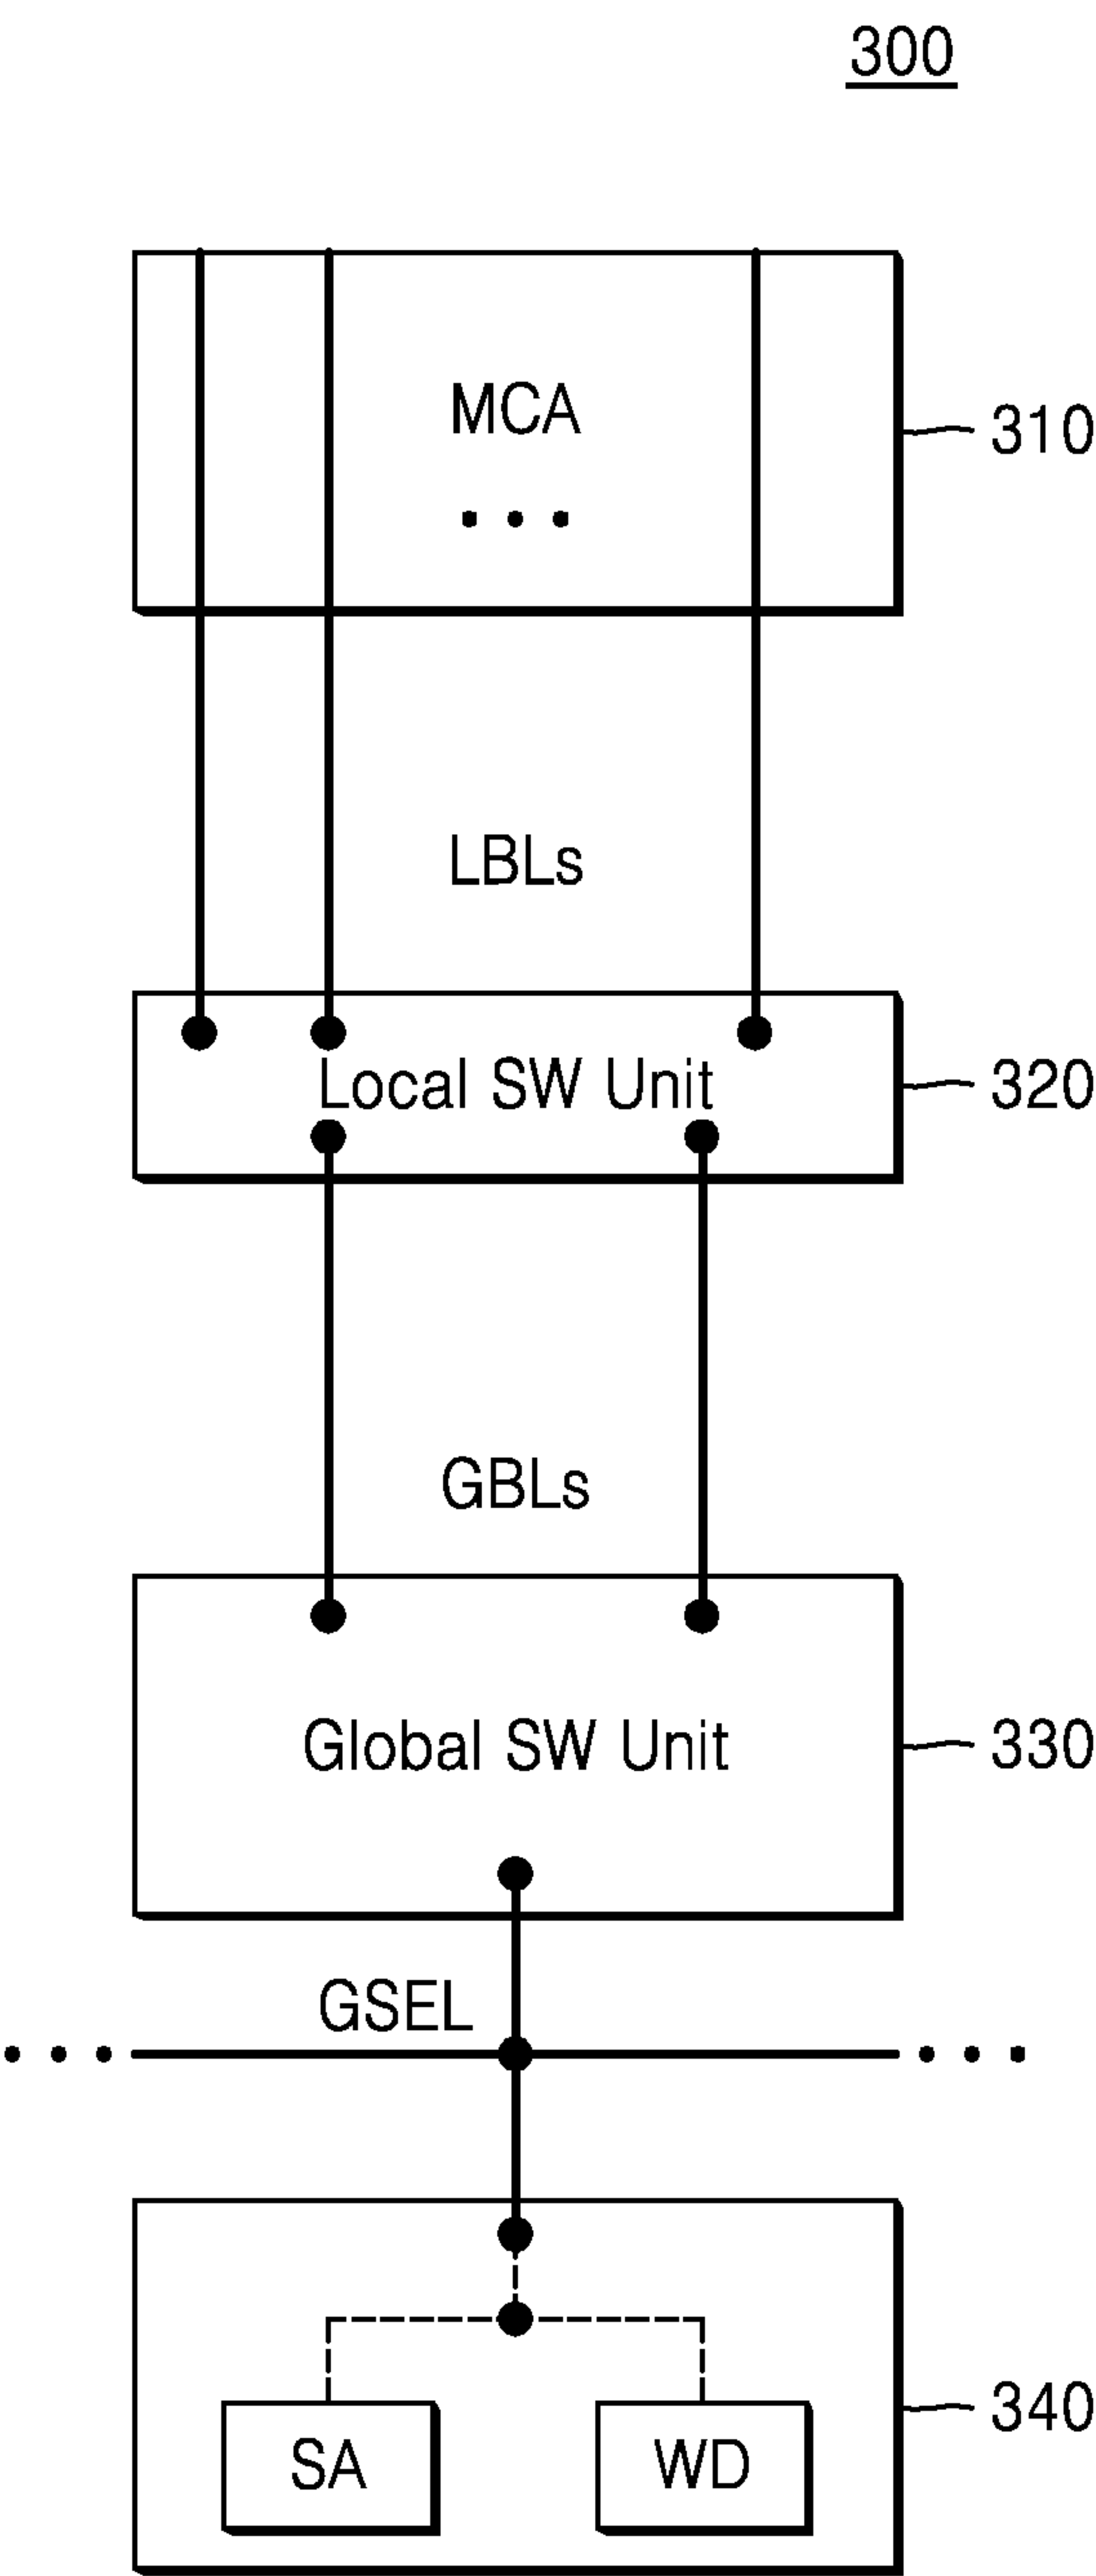 300
MCA
310
LBLs
Local SW Unit
320
GBLs
Global SW Unit
330
GSEL
340
SA
WD